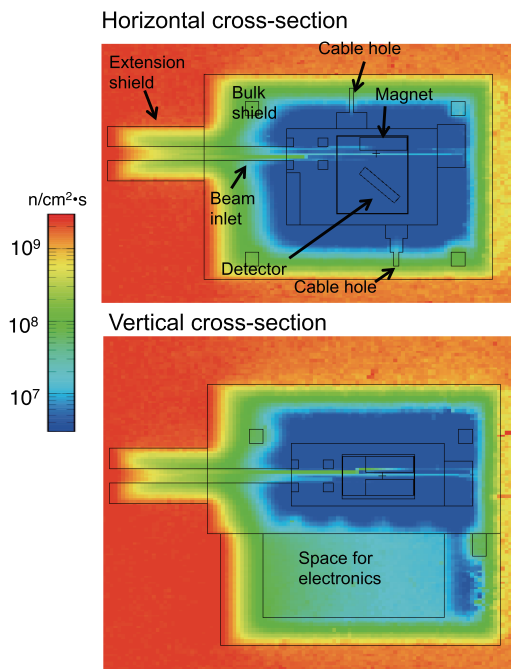 Horizontal cross-section
Cable hole
Extension
shield
Bulk
shield
Magnet
n/cm²•s
Beam
inlet
10⁹
Detector
Cable hole
10⁸
Vertical cross-section
10⁷
Space for
electronics